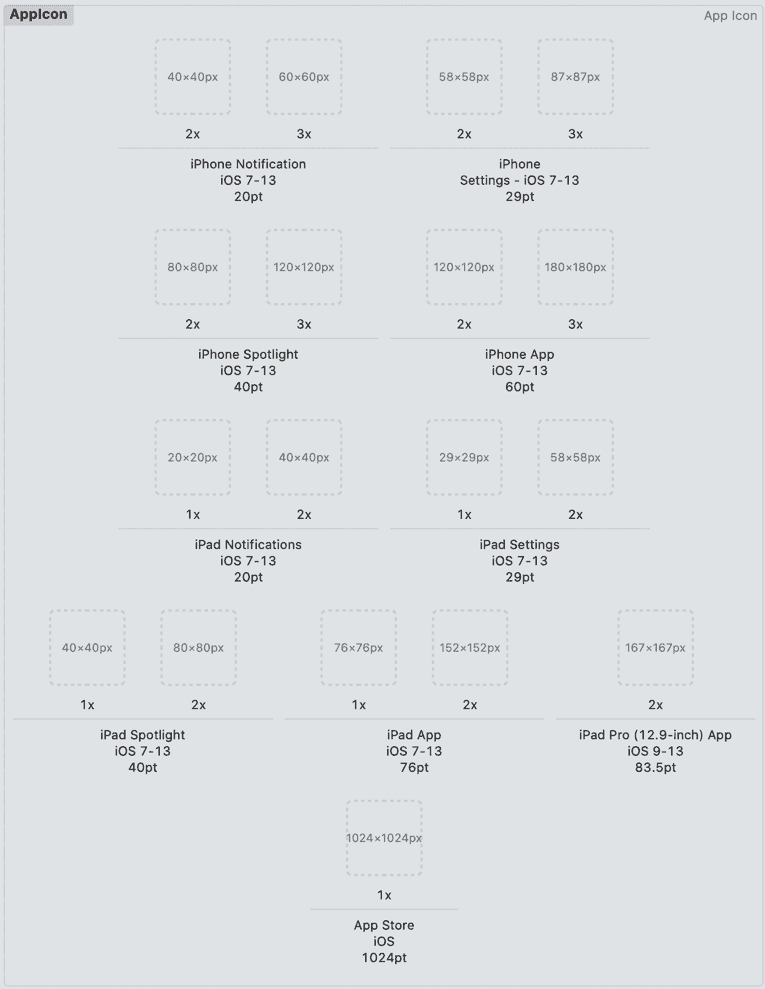 AppIcon
App Icon
40×40px 60×60px 58×58px 87×87px
2x 3x 2x 3x
iPhone Notification
iOS 7-13
20pt
iPhone
Settings - iOS 7-13
29pt
80×80px 120×120px 120×120px 180×180px
2x 3x 2x 3x
iPhone Spotlight
iOS 7-13
40pt
iPhone App
iOS 7-13
60pt
20×20px 40×40px 29×29px 58×58px
1x 2x 1x 2x
iPad Notifications
iOS 7-13
20pt
iPad Settings
iOS 7-13
29pt
40×40px 80×80px 76×76px 152×152px 167×167px
1x 2x 1x 2x 2x
iPad Spotlight
iOS 7-13
40pt
iPad App
iOS 7-13
76pt
iPad Pro (12.9-inch) App
iOS 9-13
83.5pt
1024×1024px
1x
App Store
iOS
1024pt